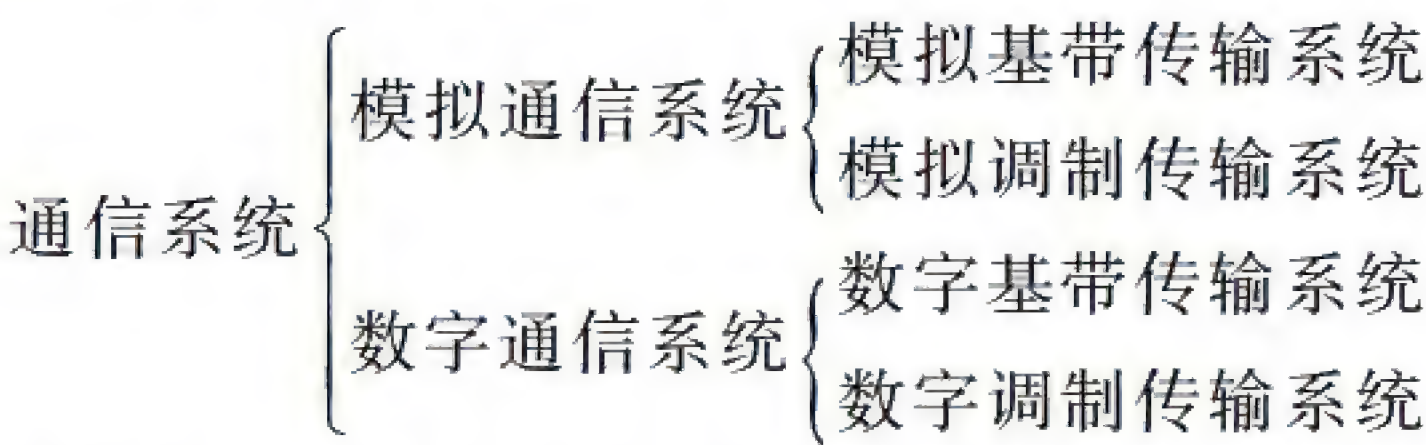 模拟基带传输系统
模拟通信系统
模拟调制传输系统
通信系统
数字基带传输系统
数字通信系统
数字调制传输系统